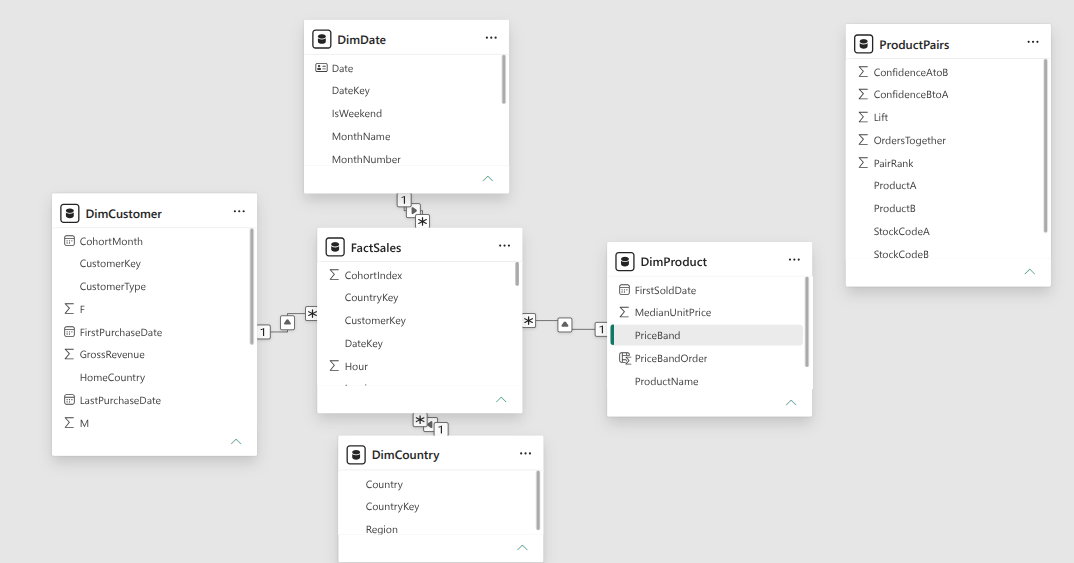 DimDate
Date
DateKey
IsWeekend
MonthName
MonthNumber
ProductPairs
ConfidenceAtoB
ConfidenceBtoA
Lift
OrdersTogether
PairRank
ProductA
ProductB
StockCodeA
StockCodeB
DimCustomer
CohortMonth
CustomerKey
CustomerType
F
FirstPurchaseDate
GrossRevenue
HomeCountry
LastPurchaseDate
M
1
*
FactSales
CohortIndex
CountryKey
CustomerKey
DateKey
Hour
1
*
*
1
DimProduct
FirstSoldDate
MedianUnitPrice
PriceBand
PriceBandOrder
ProductName
*
1
DimCountry
Country
CountryKey
Region